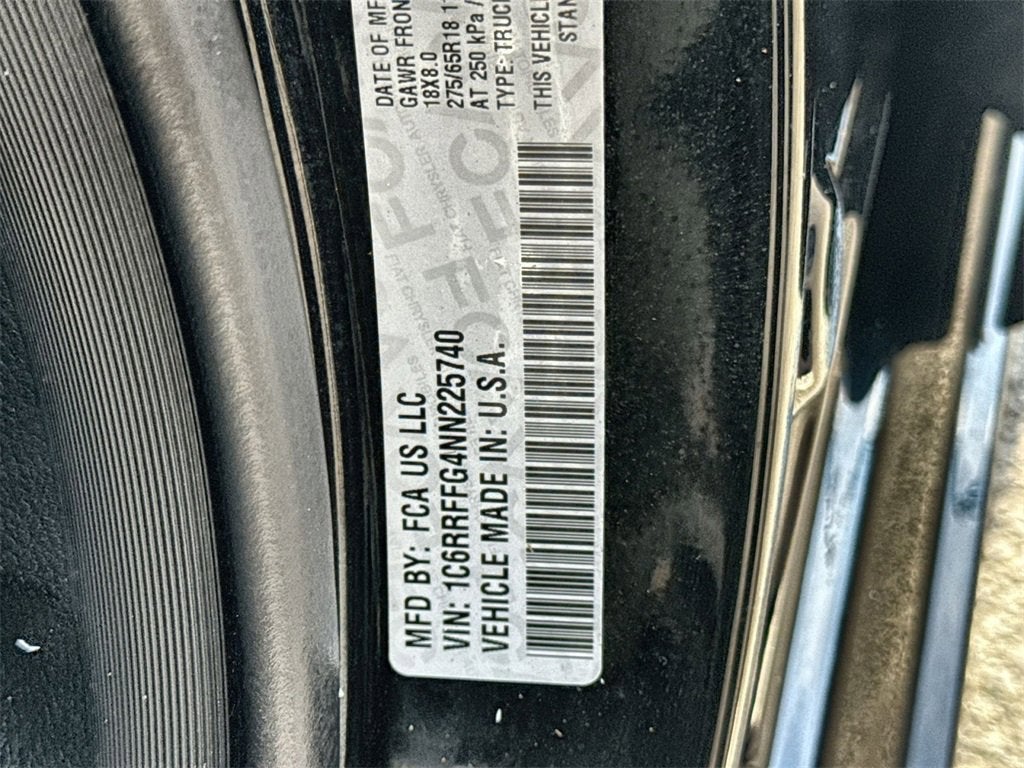 MFD BY: FCA US LLC
VIN: 1C6RRFFG4NN225740
VEHICLE MADE IN: U.S.A.
DATE OF MF
GAWR FRON
18X8.0
275/65R18 1
AT 250 kPa /
TYPE: TRUCK
THIS VEHICL
STAN